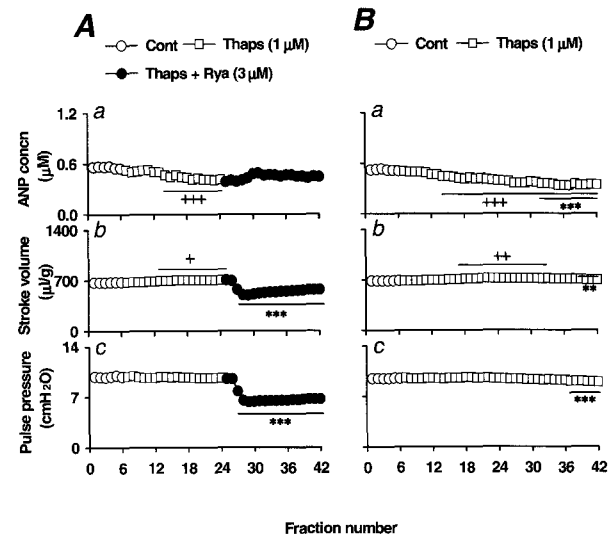 A
B
Cont Thaps (1 μM)
Thaps + Rya (3 μM)
Cont Thaps (1 μM)
a
a
ANP concn
(μM)
1.2
0.6
0.0
+++
+++
***
b
b
Stroke volume
(μl/g)
1400
700
0
+
***
++
**
c
c
Pulse pressure
(cmH2O)
14
7
0
***
***
0 6 12 18 24 29 36 42
0 6 12 18 24 30 36 42
Fraction number